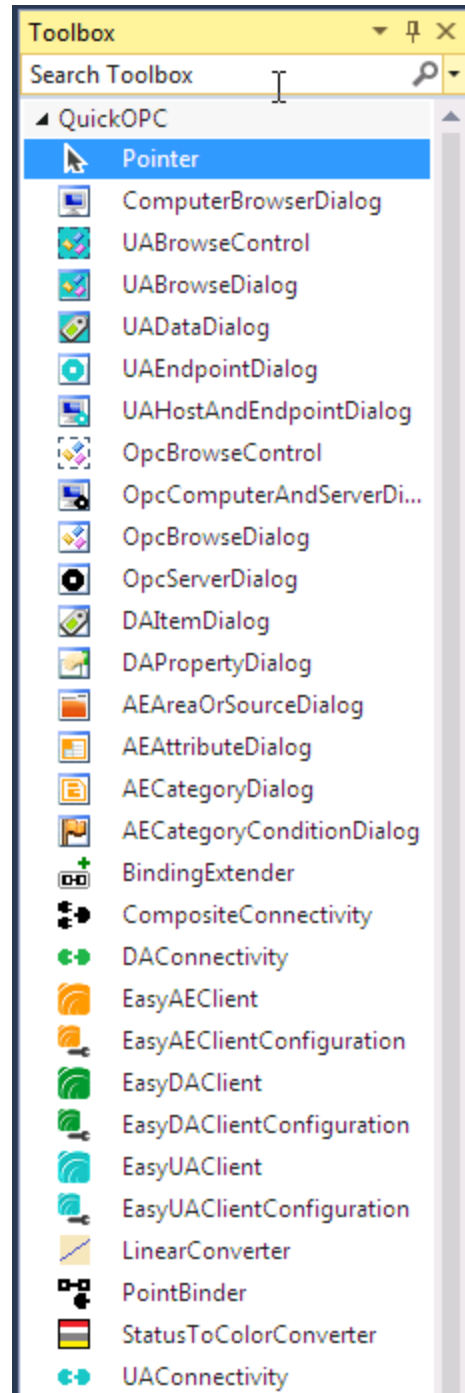 Toolbox
Search Toolbox
QuickOPC
Pointer
ComputerBrowserDialog
UABrowseControl
UABrowseDialog
UADataDialog
UAEndpointDialog
UAHostAndEndpointDialog
OpcBrowseControl
OpcComputerAndServerDi...
OpcBrowseDialog
OpcServerDialog
DAItemDialog
DAPropertyDialog
AEAreaOrSourceDialog
AEAttributeDialog
AECategoryDialog
AECategoryConditionDialog
BindingExtender
CompositeConnectivity
DAConnectivity
EasyAEClient
EasyAEClientConfiguration
EasyDAClient
EasyDAClientConfiguration
EasyUAClient
EasyUAClientConfiguration
LinearConverter
PointBinder
StatusToColorConverter
UAConnectivity